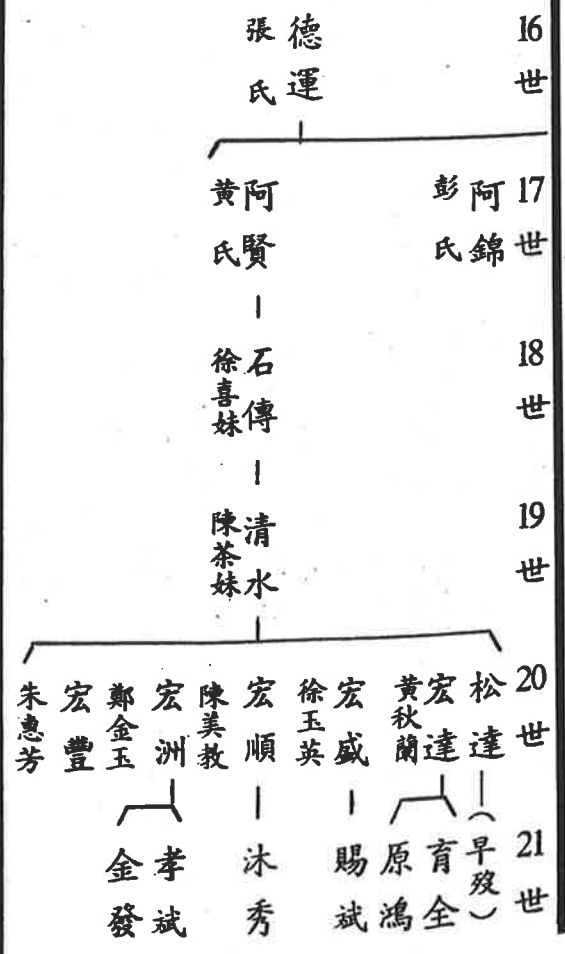 16世
德運
張氏
17世
阿錦
彭氏
阿賢
黃氏
18世
石傳
徐喜妹
19世
清水
陳茶妹
20世
松達
宏達
黃秋蘭
宏盛
徐玉英
宏順
陳美教
宏洲
鄭金玉
宏豐
朱惠芳
21世
（早歿）
育全
原鴻
賜斌
沐秀
孝斌
金發